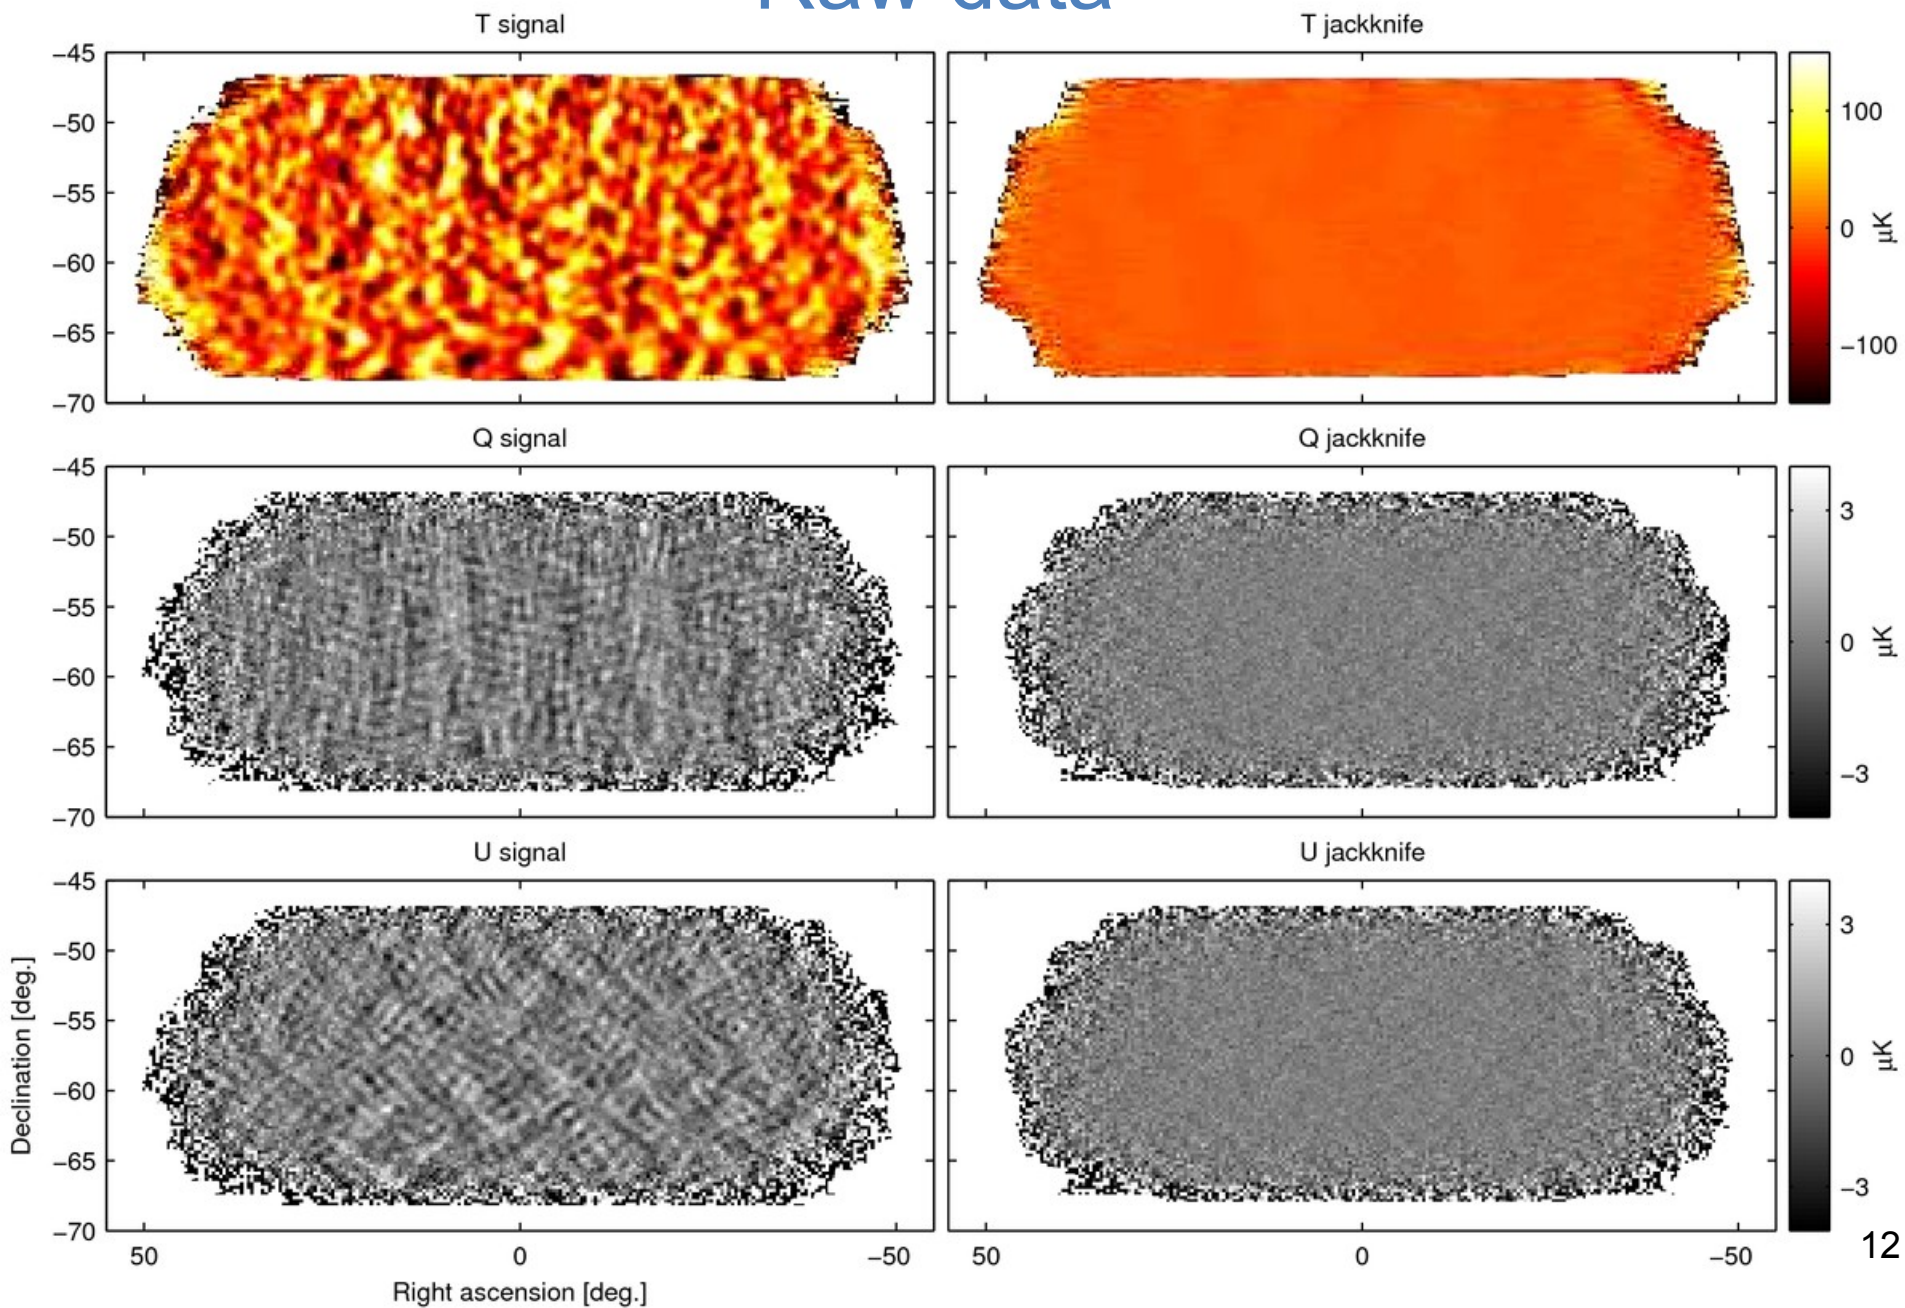 Raw data
T signal
T jackknife
−45
−50
−55
−60
−65
−70
100
0
−100
µK
Q signal
Q jackknife
−45
−50
−55
−60
−65
−70
3
0
−3
µK
U signal
U jackknife
−45
−50
−55
−60
−65
−70
3
0
−3
µK
Declination [deg.]
50
0
−50
50
0
−50
Right ascension [deg.]
12